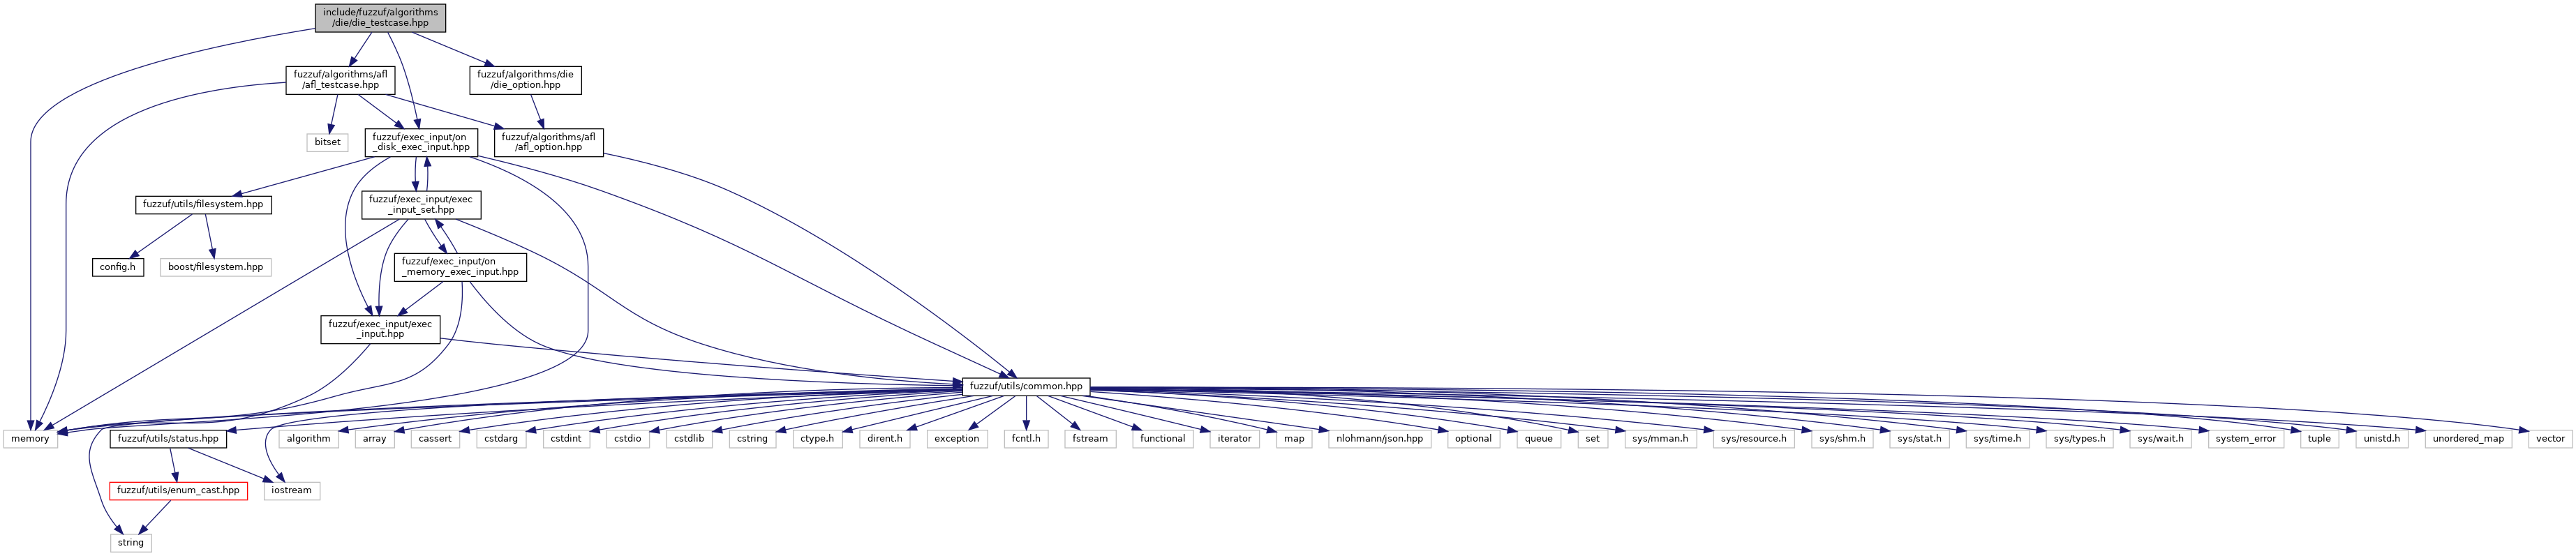 include/fuzzuf/algorithms
/die/die_testcase.hpp
fuzzuf/algorithms/afl
/afl_testcase.hpp
fuzzuf/algorithms/die
/die_option.hpp
bitset
fuzzuf/exec_input/on
_disk_exec_input.hpp
fuzzuf/algorithms/afl
/afl_option.hpp
fuzzuf/utils/filesystem.hpp
fuzzuf/exec_input/exec
_input_set.hpp
config.h
boost/filesystem.hpp
fuzzuf/exec_input/on
_memory_exec_input.hpp
fuzzuf/exec_input/exec
_input.hpp
fuzzuf/utils/common.hpp
memory
fuzzuf/utils/status.hpp
algorithm
array
cassert
cstdarg
cstdint
cstdio
cstdlib
cstring
ctype.h
dirent.h
exception
fcntl.h
fstream
functional
iterator
map
nlohmann/json.hpp
optional
queue
set
sys/mman.h
sys/resource.h
sys/shm.h
sys/stat.h
sys/time.h
sys/types.h
sys/wait.h
system_error
tuple
unistd.h
unordered_map
vector
fuzzuf/utils/enum_cast.hpp
iostream
string